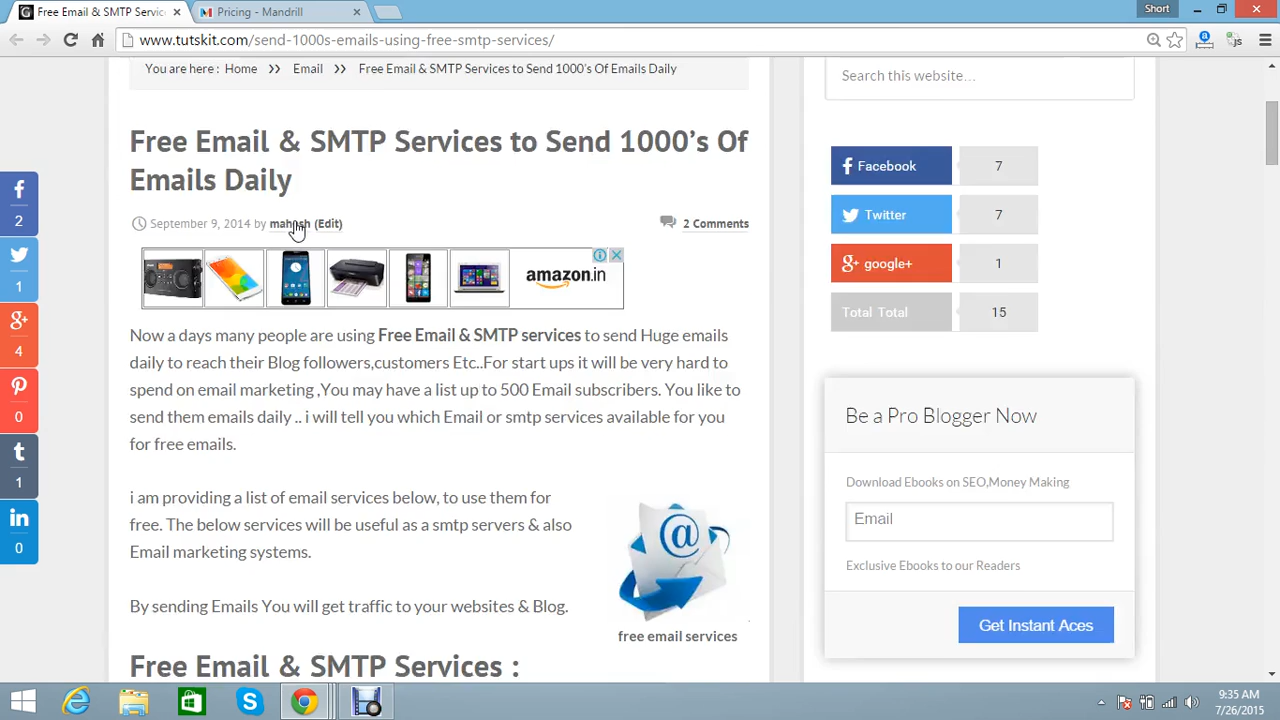 Free Email & SMTP Servic
Pricing - Mandrill
Short
www.tutskit.com/send-1000s-emails-using-free-smtp-services/
You are here : Home >> Email >> Free Email & SMTP Services to Send 1000's Of Emails Daily
Search this website…
Free Email & SMTP Services to Send 1000’s Of
Emails Daily
September 9, 2014 by (Edit)
2 Comments
amazon.in
Now a days many people are using Free Email & SMTP services to send Huge emails
daily to reach their Blog followers,customers Etc..For start ups it will be very hard to
spend on email marketing ,You may have a list up to 500 Email subscribers. You like to
send them emails daily .. i will tell you which Email or smtp services available for you
for free emails.
i am providing a list of email services below, to use them for
free. The below services will be useful as a smtp servers & also
Email marketing systems.
By sending Emails You will get traffic to your websites & Blog.
free email services
Free Email & SMTP Services :
2
1
4
0
1
0
Facebook 7
Twitter 7
google+ 1
Total Total 15
Be a Pro Blogger Now
Download Ebooks on SEO,Money Making
Email
Exclusive Ebooks to our Readers
Get Instant Aces
9:35 AM
7/26/2015